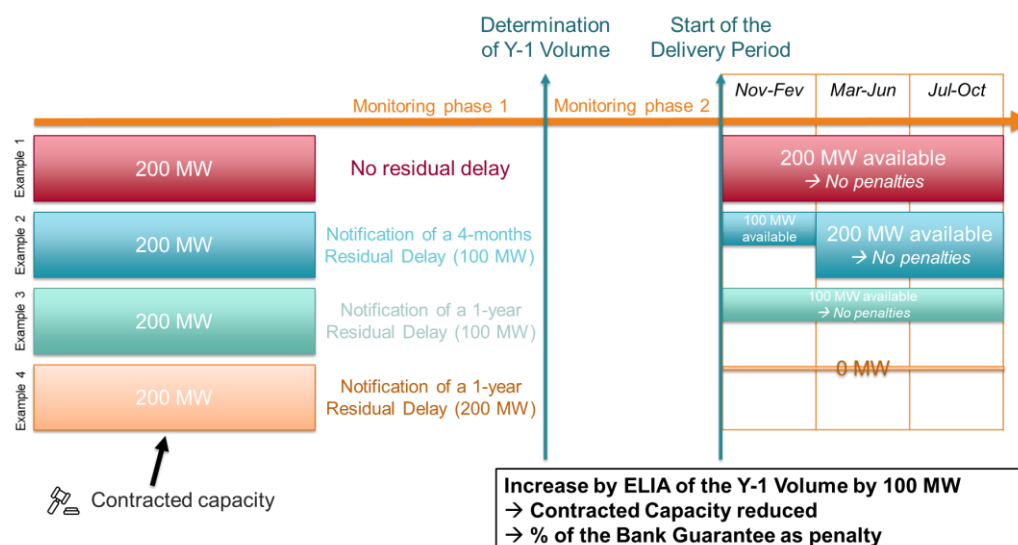 Determination
of Y-1 Volume
Start of the
Delivery Period
Nov-Fev
Mar-Jun
Jul-Oct
Monitoring phase 1
Monitoring phase 2
Example 1
200 MW
No residual delay
200 MW available
→ No penalties
Example 2
200 MW
Notification of a 4-months
Residual Delay (100 MW)
100 MW
available
200 MW available
→ No penalties
Example 3
200 MW
Notification of a 1-year
Residual Delay (100 MW)
100 MW available
→ No penalties
Example 4
200 MW
Notification of a 1-year
Residual Delay (200 MW)
0 MW
Contracted capacity
Increase by ELIA of the Y-1 Volume by 100 MW
→ Contracted Capacity reduced
→ % of the Bank Guarantee as penalty